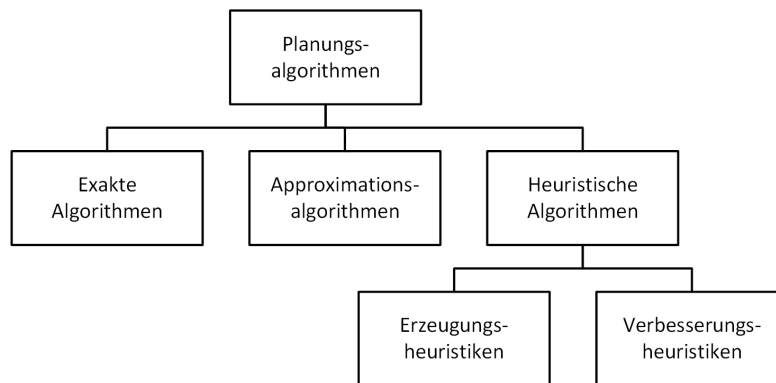 Planungs-
algorithmen
Exakte
Algorithmen
Approximations-
algorithmen
Heuristische
Algorithmen
Erzeugungs-
heuristiken
Verbesserungs-
heuristiken